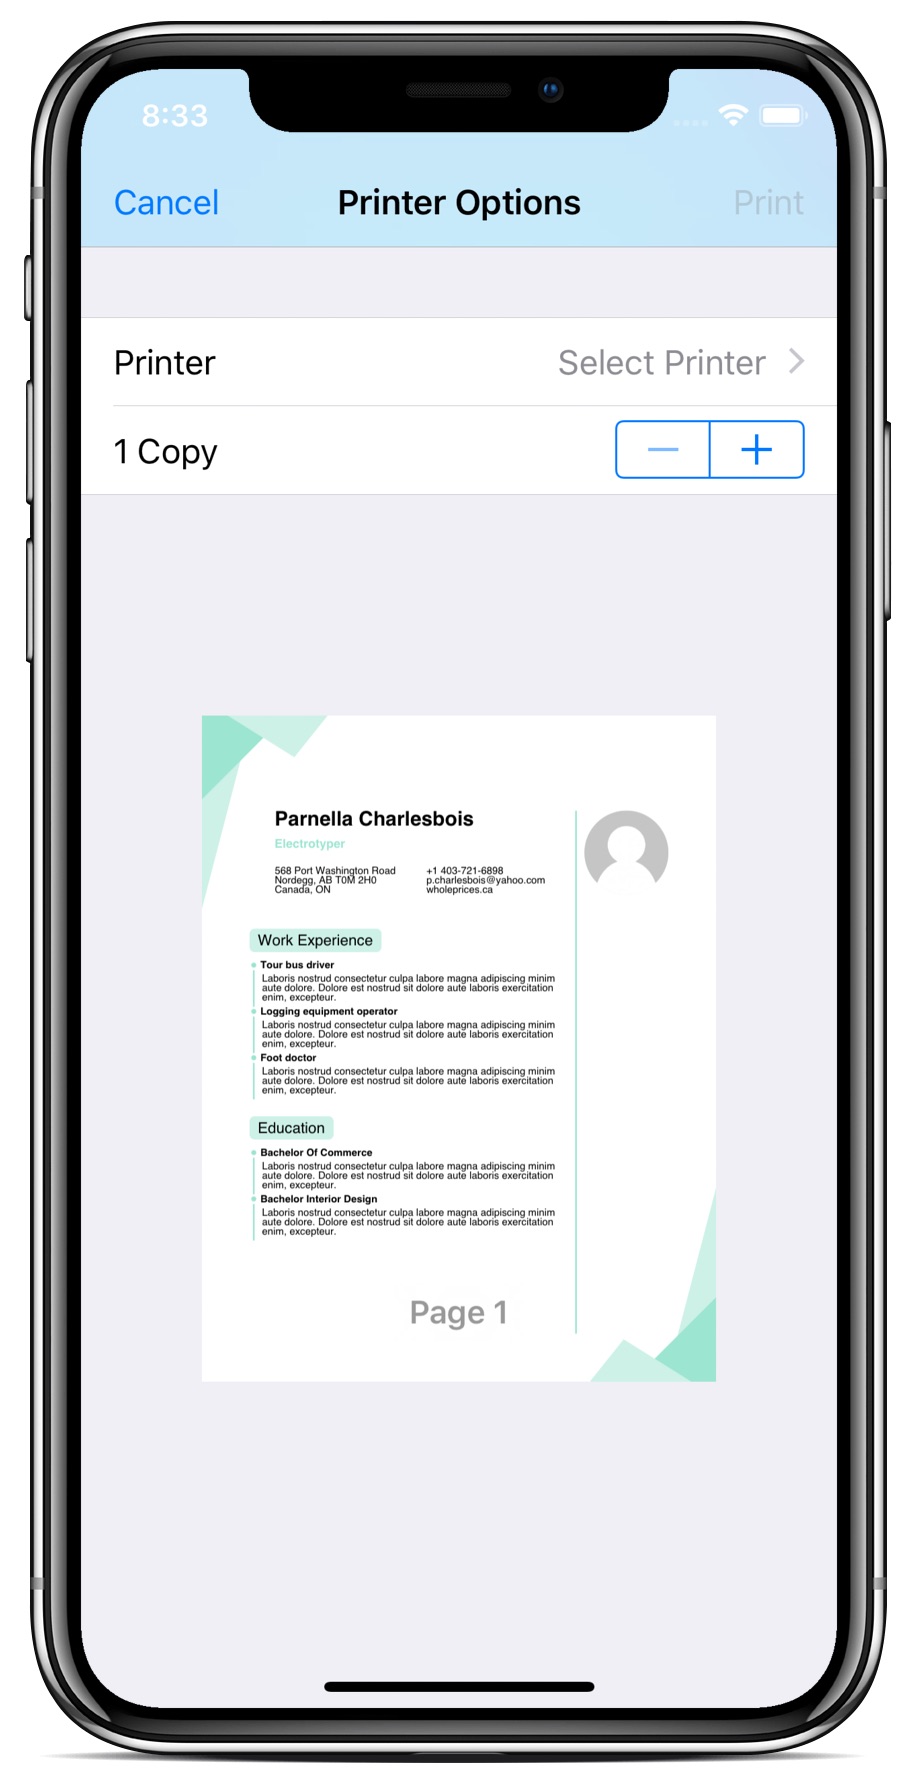 8:33
Cancel
Printer Options
Print
Printer
Select Printer
1 Copy
Parnella Charlesbois
Electrotyper
568 Port Washington Road
Nordegg, AB T0M 2H0
Canada, ON
+1 403-721-6898
p.charlesbois@yahoo.com
wholeprices.ca
Work Experience
Tour bus driver
Laboris nostrud consectetur culpa labore magna adipiscing minim
aute dolore. Dolore est nostrud sit dolore aute laboris exercitation
enim, excepteur.
Logging equipment operator
Laboris nostrud consectetur culpa labore magna adipiscing minim
aute dolore. Dolore est nostrud sit dolore aute laboris exercitation
enim, excepteur.
Foot doctor
Laboris nostrud consectetur culpa labore magna adipiscing minim
aute dolore. Dolore est nostrud sit dolore aute laboris exercitation
enim, excepteur.
Education
Bachelor Of Commerce
Laboris nostrud consectetur culpa labore magna adipiscing minim
aute dolore. Dolore est nostrud sit dolore aute laboris exercitation
enim, excepteur.
Bachelor Interior Design
Laboris nostrud consectetur culpa labore magna adipiscing minim
aute dolore. Dolore est nostrud sit dolore aute laboris exercitation
enim, excepteur.
Page 1